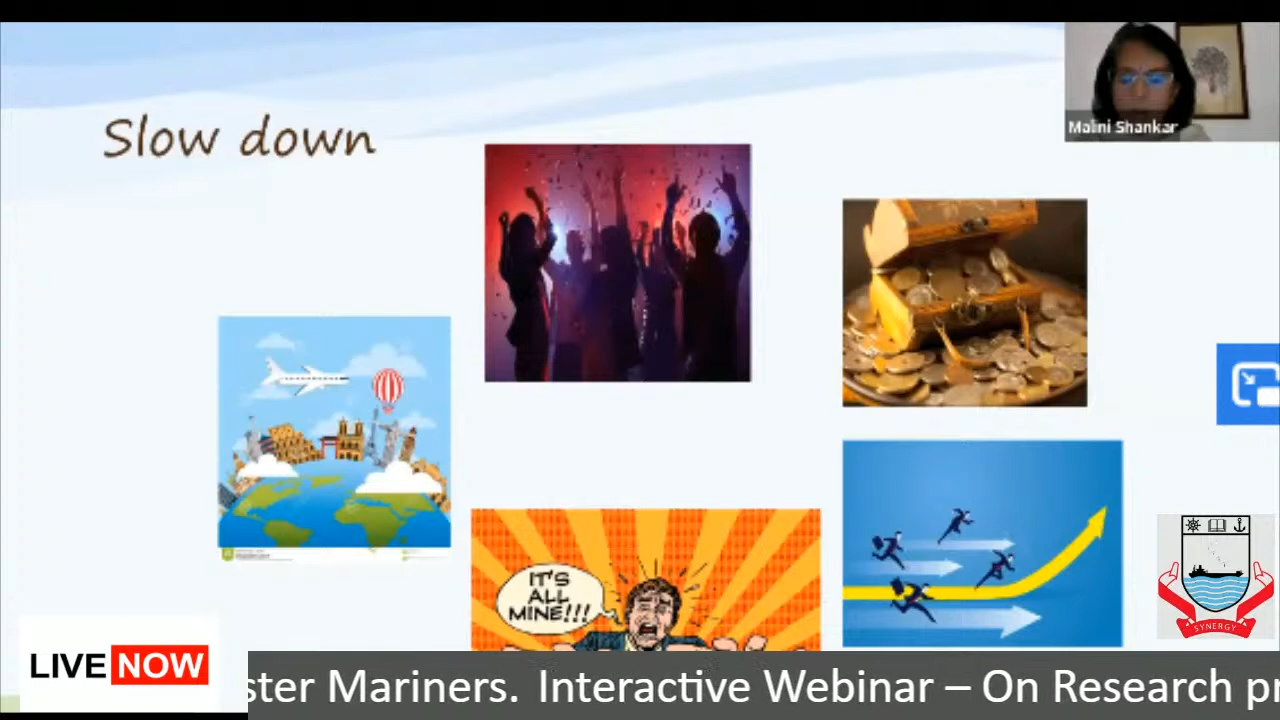 Slow down
Malini Shankar
IT'S
ALL
MINE!!!
SYNERGY
LIVE NOW
ster Mariners. Interactive Webinar – On Research pr